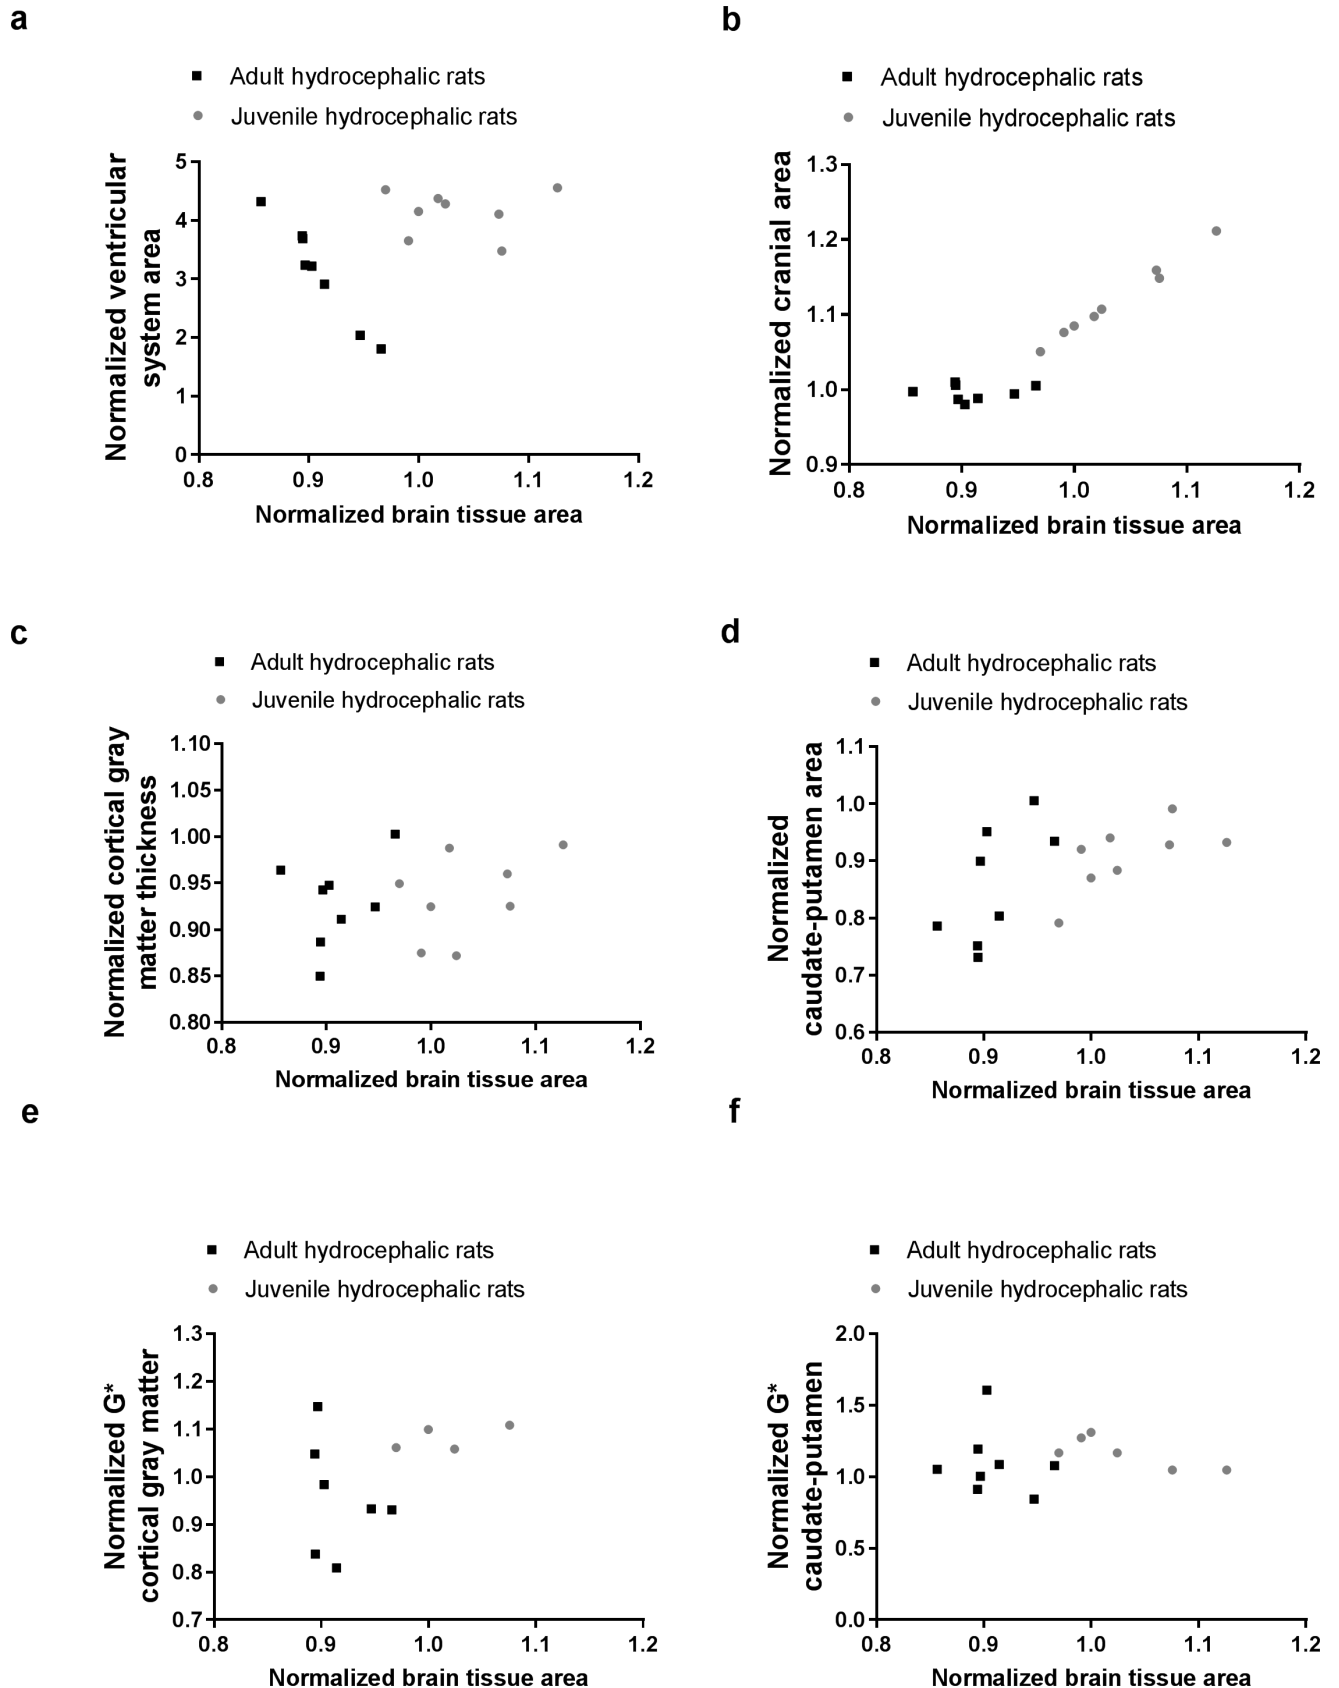 a
Adult hydrocephalic rats
Juvenile hydrocephalic rats
Normalized ventricular
system area
5
4
3
2
1
0
0.8 0.9 1.0 1.1 1.2
Normalized brain tissue area
b
Adult hydrocephalic rats
Juvenile hydrocephalic rats
Normalized cranial area
1.3
1.2
1.1
1.0
0.9
0.8 0.9 1.0 1.1 1.2
Normalized brain tissue area
c
Adult hydrocephalic rats
Juvenile hydrocephalic rats
Normalized cortical gray
matter thickness
1.10
1.05
1.00
0.95
0.90
0.85
0.80
0.8 0.9 1.0 1.1 1.2
Normalized brain tissue area
d
Adult hydrocephalic rats
Juvenile hydrocephalic rats
Normalized
caudate-putamen area
1.1
1.0
0.9
0.8
0.7
0.6
0.8 0.9 1.0 1.1 1.2
Normalized brain tissue area
e
Adult hydrocephalic rats
Juvenile hydrocephalic rats
Normalized G*
cortical gray matter
1.3
1.2
1.1
1.0
0.9
0.8
0.7
0.8 0.9 1.0 1.1 1.2
Normalized brain tissue area
f
Adult hydrocephalic rats
Juvenile hydrocephalic rats
Normalized G*
caudate-putamen
2.0
1.5
1.0
0.5
0.0
0.8 0.9 1.0 1.1 1.2
Normalized brain tissue area